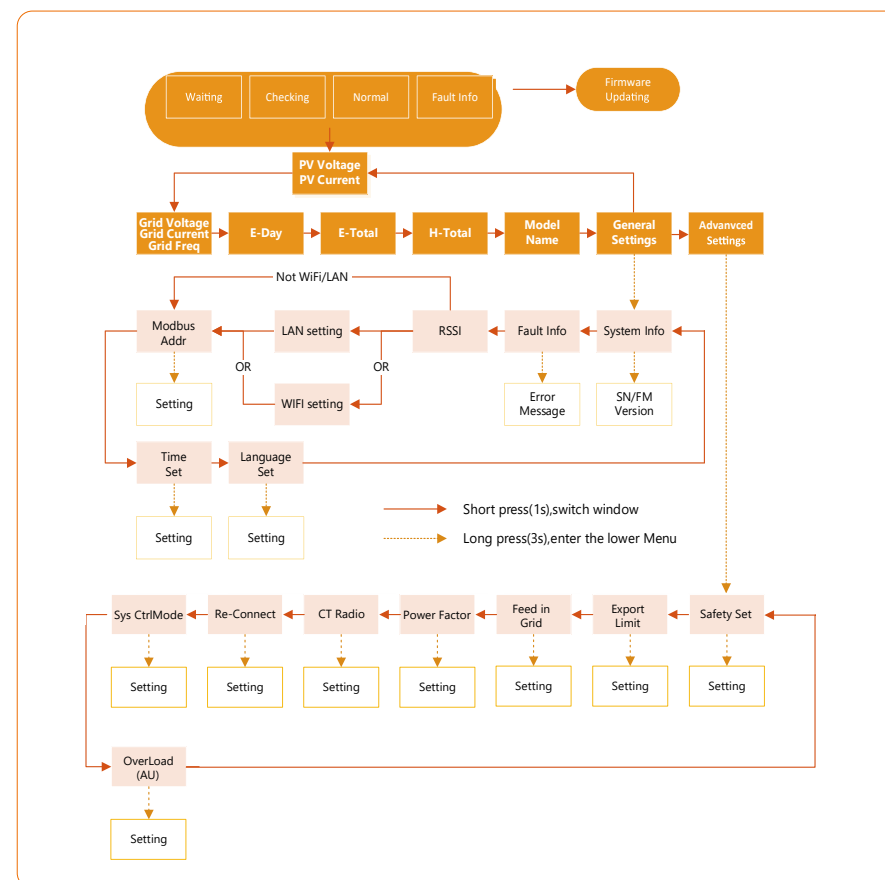 Waiting
Checking
Normal
Fault Info
Firmware
Updating
PV Voltage
PV Current
Grid Voltage
Grid Current
Grid Freq
E-Day
E-Total
H-Total
Model
Name
General
Settings
Advanvced
Settings
Not WiFi/LAN
Modbus
Addr
LAN setting
RSSI
Fault Info
System Info
OR
OR
Setting
WIFI setting
Error
Message
SN/FM
Version
Time
Set
Language
Set
Setting
Setting
Short press(1s),switch window
Long press(3s),enter the lower Menu
Sys CtrlMode
Re-Connect
CT Radio
Power Factor
Feed in
Grid
Export
Limit
Safety Set
Setting
Setting
Setting
Setting
Setting
Setting
Setting
OverLoad
(AU)
Setting